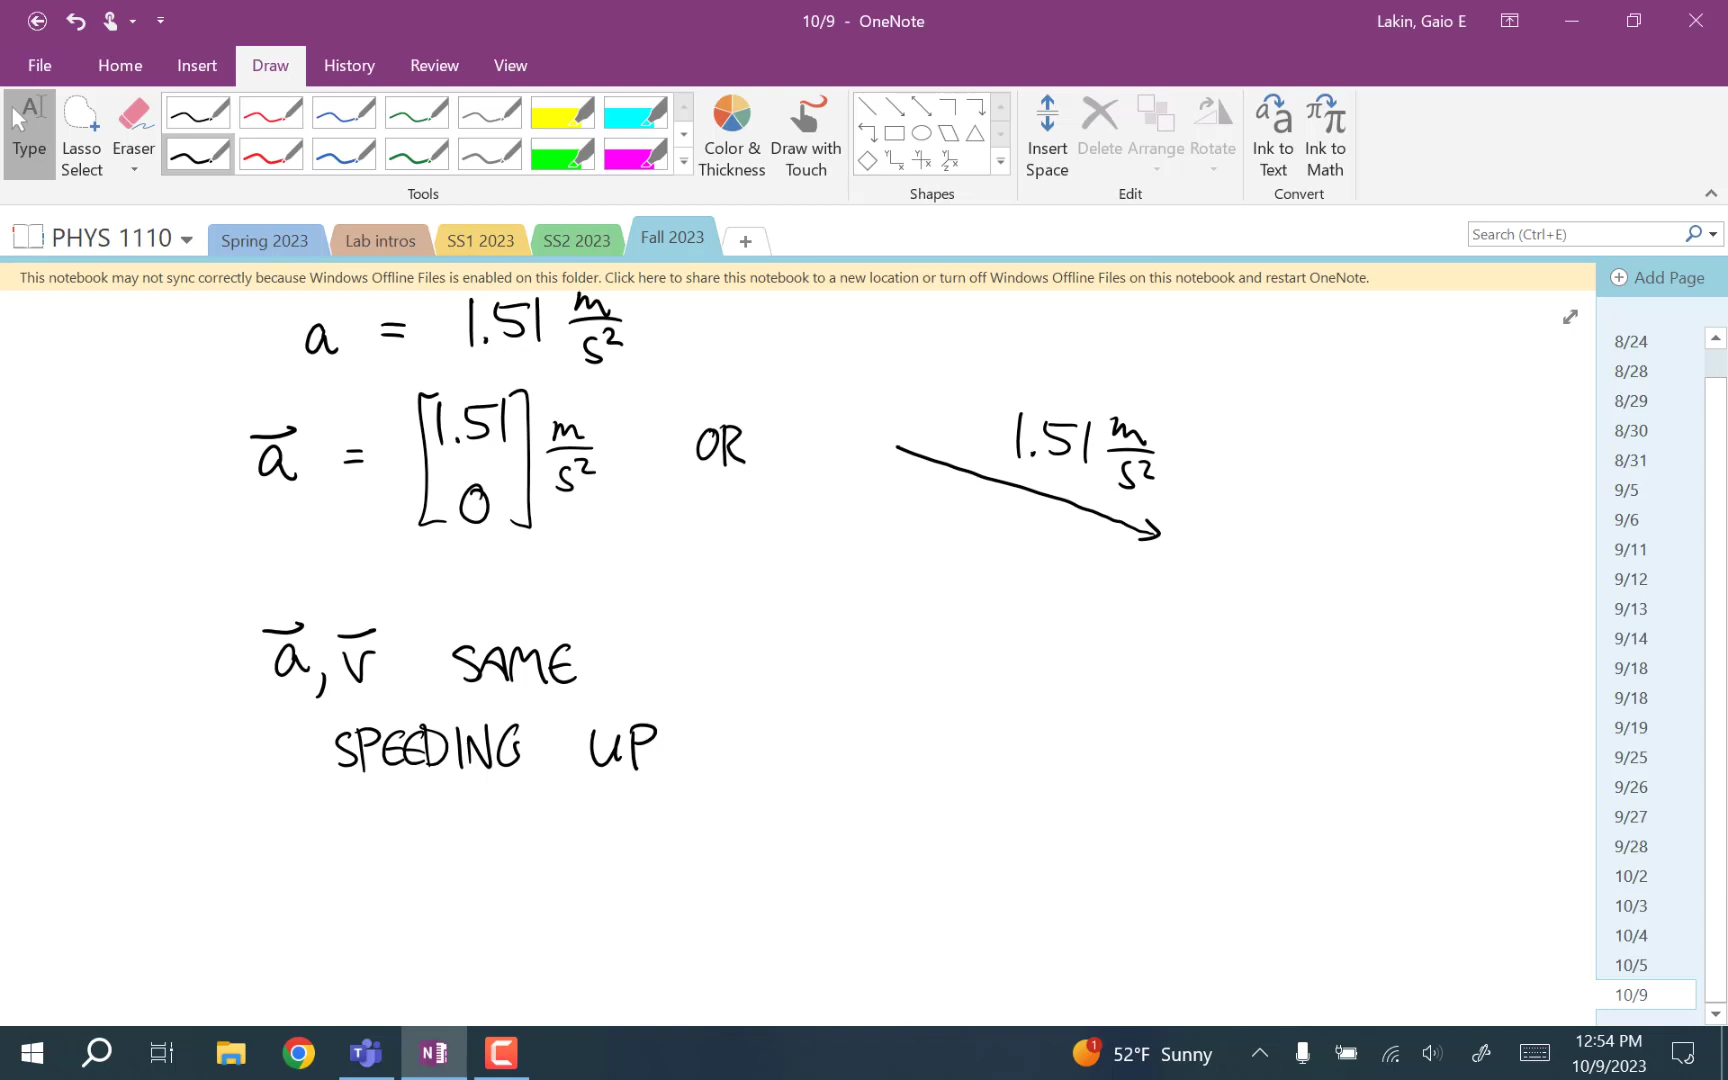 10/9 - OneNote
Lakin, Gaio E
File Home Insert Draw History Review View
Type
Lasso Select
Eraser
Color & Thickness
Draw with Touch
Insert Space
Delete Arrange Rotate
Ink to Text
Ink to Math
Tools Shapes Edit Convert
PHYS 1110 Spring 2023 Lab intros SS1 2023 SS2 2023 Fall 2023
Search (Ctrl+E)
This notebook may not sync correctly because Windows Offline Files is enabled on this folder. Click here to share this notebook to a new location or turn off Windows Offline Files on this notebook and restart OneNote.
Add Page
a = 1.51 m/s²
a⃗ = [1.51 0] m/s² OR 1.51 m/s²
a⃗, v⃗ SAME
SPEEDING UP
8/24
8/28
8/29
8/30
8/31
9/5
9/6
9/11
9/12
9/13
9/14
9/18
9/18
9/19
9/25
9/26
9/27
9/28
10/2
10/3
10/4
10/5
10/9
1 52°F Sunny
12:54 PM
10/9/2023